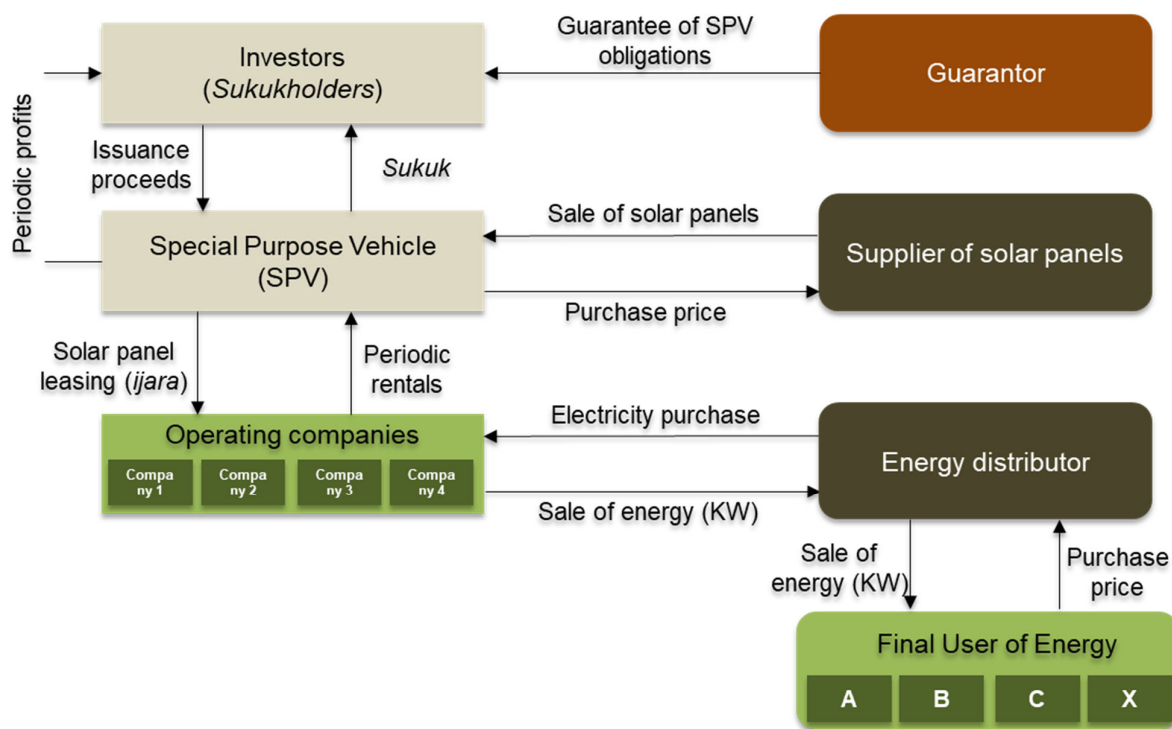 Investors
(Sukukholders)
Guarantee of SPV
obligations
Guarantor
Periodic profits
Issuance
proceeds
Sukuk
Special Purpose Vehicle
(SPV)
Sale of solar panels
Purchase price
Supplier of solar panels
Solar panel
leasing (ijara)
Periodic
rentals
Operating companies
Compa
ny 1
Compa
ny 2
Compa
ny 3
Compa
ny 4
Electricity purchase
Sale of energy (KW)
Energy distributor
Sale of
energy (KW)
Purchase
price
Final User of Energy
A
B
C
X